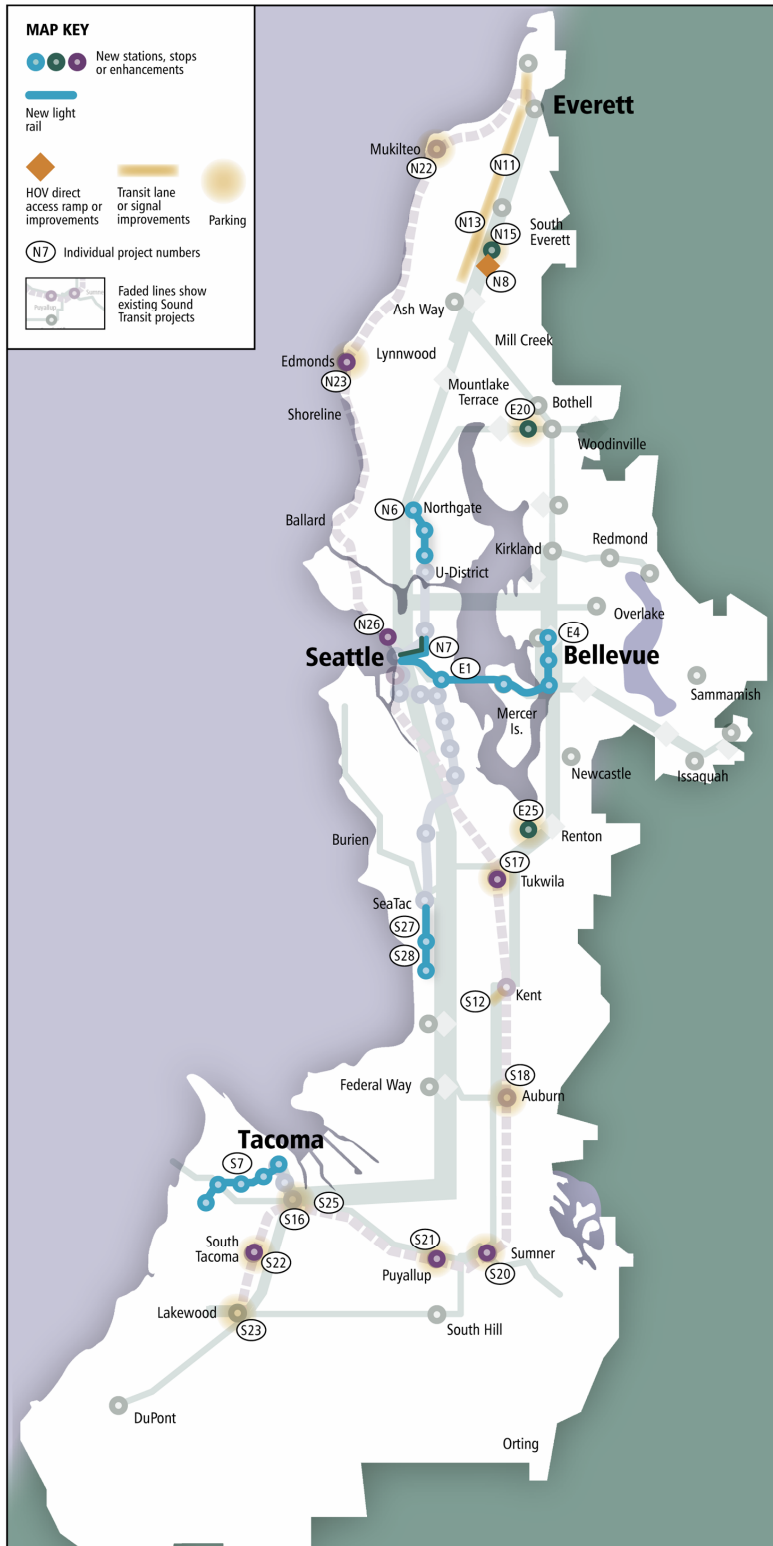 MAP KEY
New stations, stops
or enhancements
New light
rail
HOV direct
access ramp or
improvements
Transit lane
or signal
improvements
Parking
N7
Individual project numbers
Puyallup
Sumner
Faded lines show
existing Sound
Transit projects
Everett
Mukilteo
N22
N11
N13
N15
South
Everett
N8
Ash Way
Mill Creek
Edmonds
Lynnwood
N23
Mountlake
Terrace
Bothell
Shoreline
E20
Woodinville
N6
Northgate
Ballard
Kirkland
Redmond
U-District
Overlake
N26
E4
Seattle
N7
Bellevue
E1
Sammamish
Mercer
Is.
Newcastle
Issaquah
E25
Burien
Renton
S17
Tukwila
SeaTac
S27
S28
Kent
S12
S18
Federal Way
Auburn
Tacoma
S7
S25
S16
South
Tacoma
S22
S21
Sumner
Puyallup
S20
Lakewood
S23
South Hill
DuPont
Orting